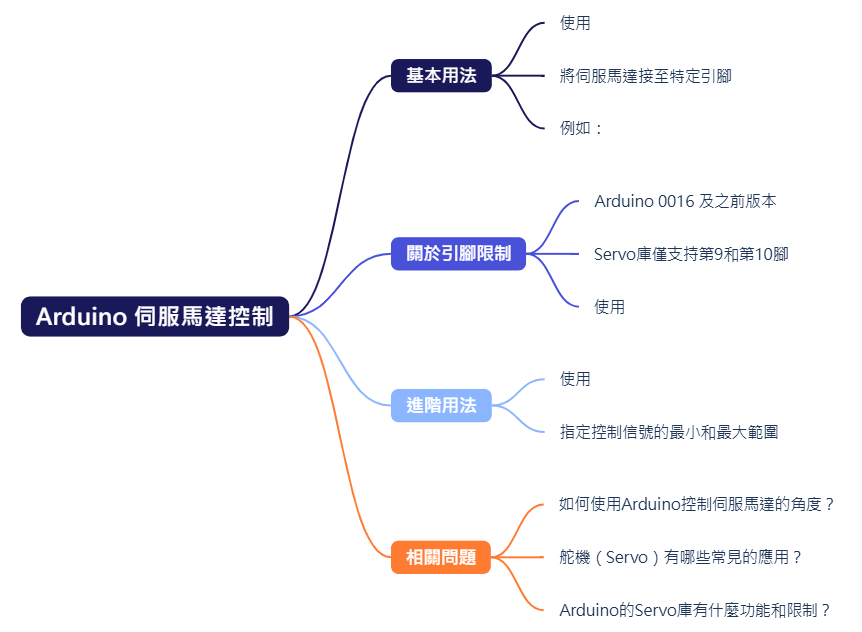 Arduino 伺服馬達控制
基本用法
使用
將伺服馬達接至特定引腳
例如：
關於引腳限制
Arduino 0016 及之前版本
Servo庫僅支持第9和第10腳
使用
進階用法
使用
指定控制信號的最小和最大範圍
相關問題
如何使用Arduino控制伺服馬達的角度？
舵機（Servo）有哪些常見的應用？
Arduino的Servo庫有什麼功能和限制？